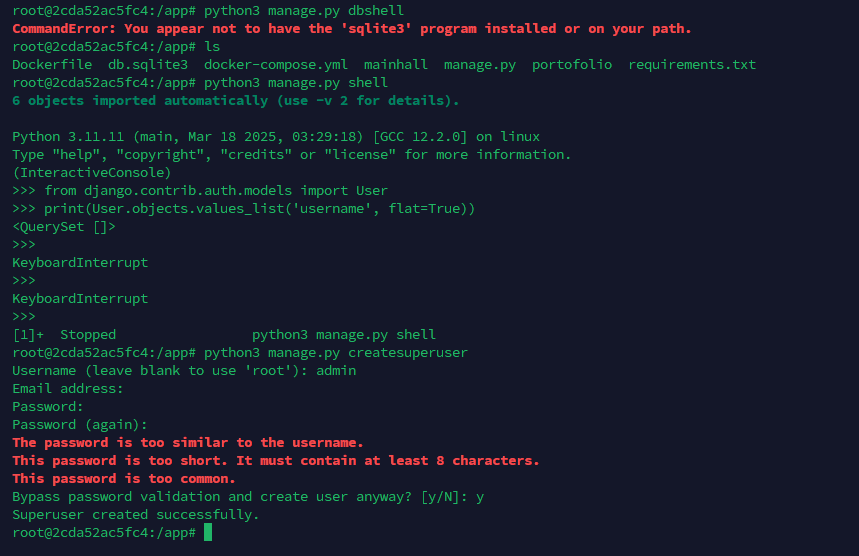 root@2cda52ac5fc4:/app# python3 manage.py dbshell
CommandError: You appear not to have the 'sqlite3' program installed or on your path.
root@2cda52ac5fc4:/app# ls
Dockerfile  db.sqlite3  docker-compose.yml  mainhall  manage.py  portofolio  requirements.txt
root@2cda52ac5fc4:/app# python3 manage.py shell
6 objects imported automatically (use -v 2 for details).

Python 3.11.11 (main, Mar 18 2025, 03:29:18) [GCC 12.2.0] on linux
Type "help", "copyright", "credits" or "license" for more information.
(InteractiveConsole)
>>> from django.contrib.auth.models import User
>>> print(User.objects.values_list('username', flat=True))
<QuerySet []>
>>>
KeyboardInterrupt
>>>
KeyboardInterrupt
>>>
[1]+  Stopped                 python3 manage.py shell
root@2cda52ac5fc4:/app# python3 manage.py createsuperuser
Username (leave blank to use 'root'): admin
Email address:
Password:
Password (again):
The password is too similar to the username.
This password is too short. It must contain at least 8 characters.
This password is too common.
Bypass password validation and create user anyway? [y/N]: y
Superuser created successfully.
root@2cda52ac5fc4:/app#